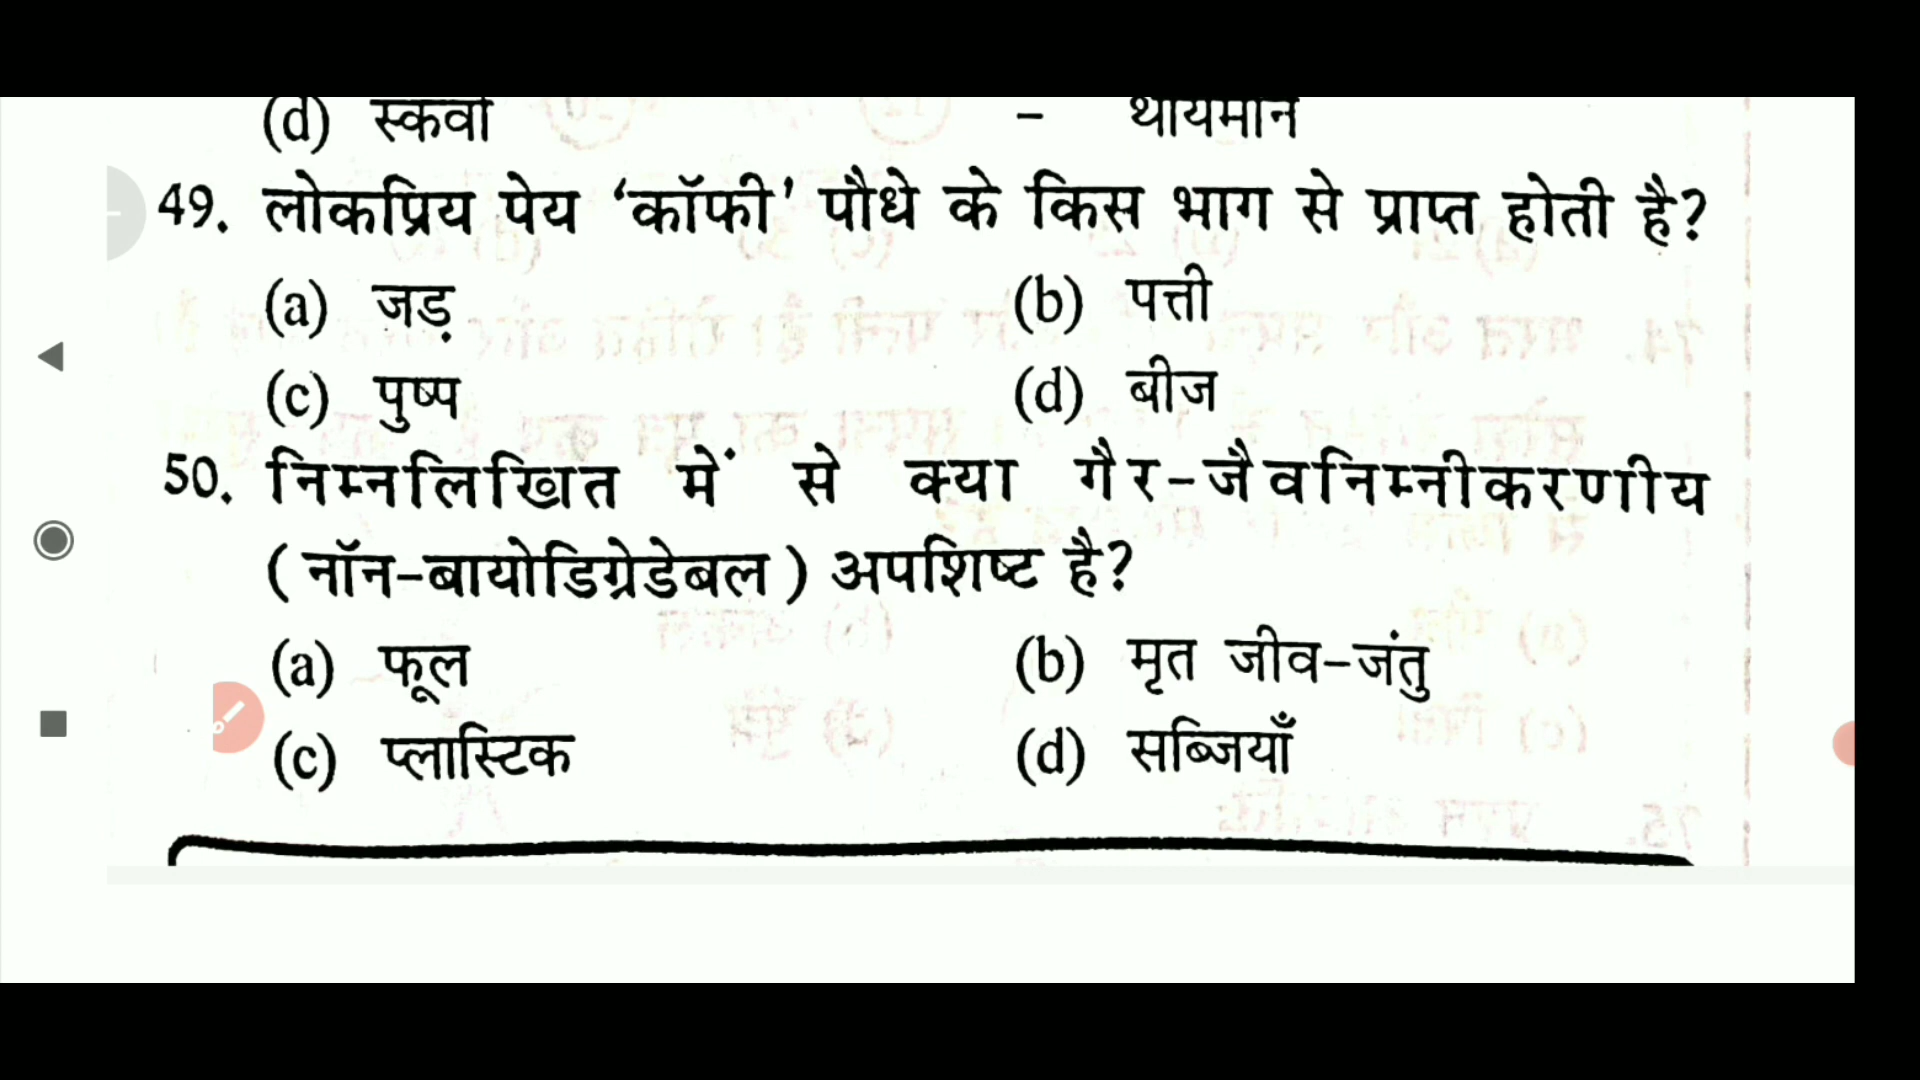 (d) स्कर्वी - थायमीन
49. लोकप्रिय पेय ‘कॉफी’ पौधे के किस भाग से प्राप्त होती है?
(a) जड़ (b) पत्ती
(c) पुष्प (d) बीज
50. निम्नलिखित में से क्या गैर-जैवनिम्नीकरणीय
(नॉन-बायोडिग्रेडेबल) अपशिष्ट है?
(a) फूल (b) मृत जीव-जंतु
(c) प्लास्टिक (d) सब्जियाँ